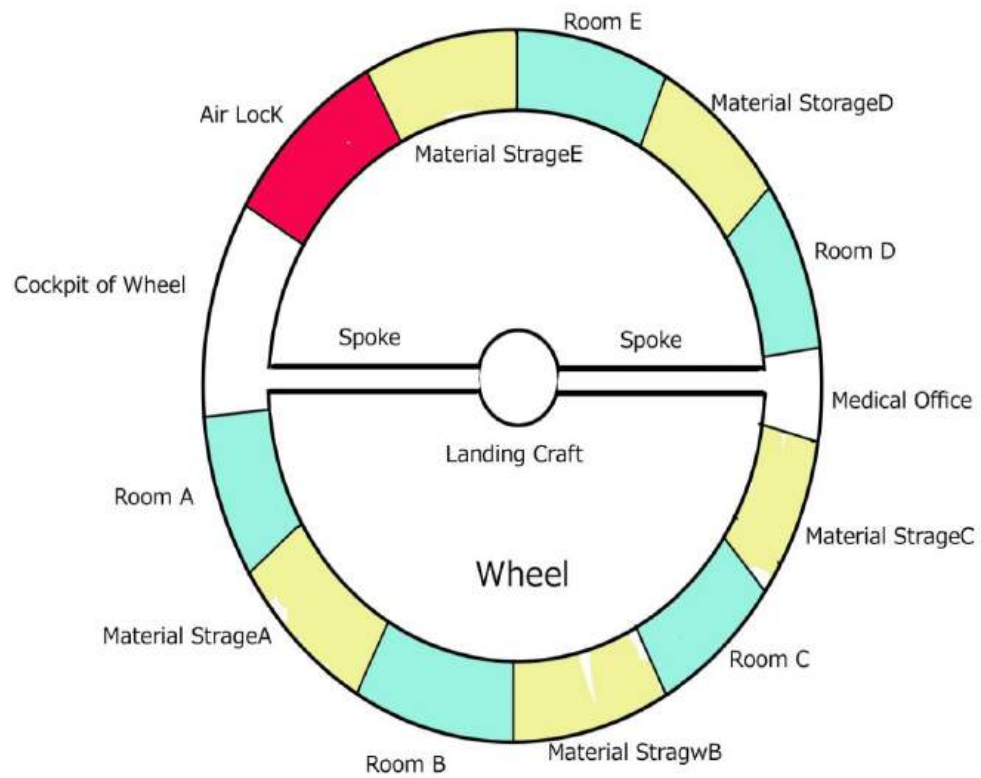 Room E
Material StorageD
Air LocK
Material StrageE
Room D
Cockpit of Wheel
Spoke
Spoke
Medical Office
Landing Craft
Room A
Material StrageC
Wheel
Material StrageA
Room C
Material StragwB
Room B